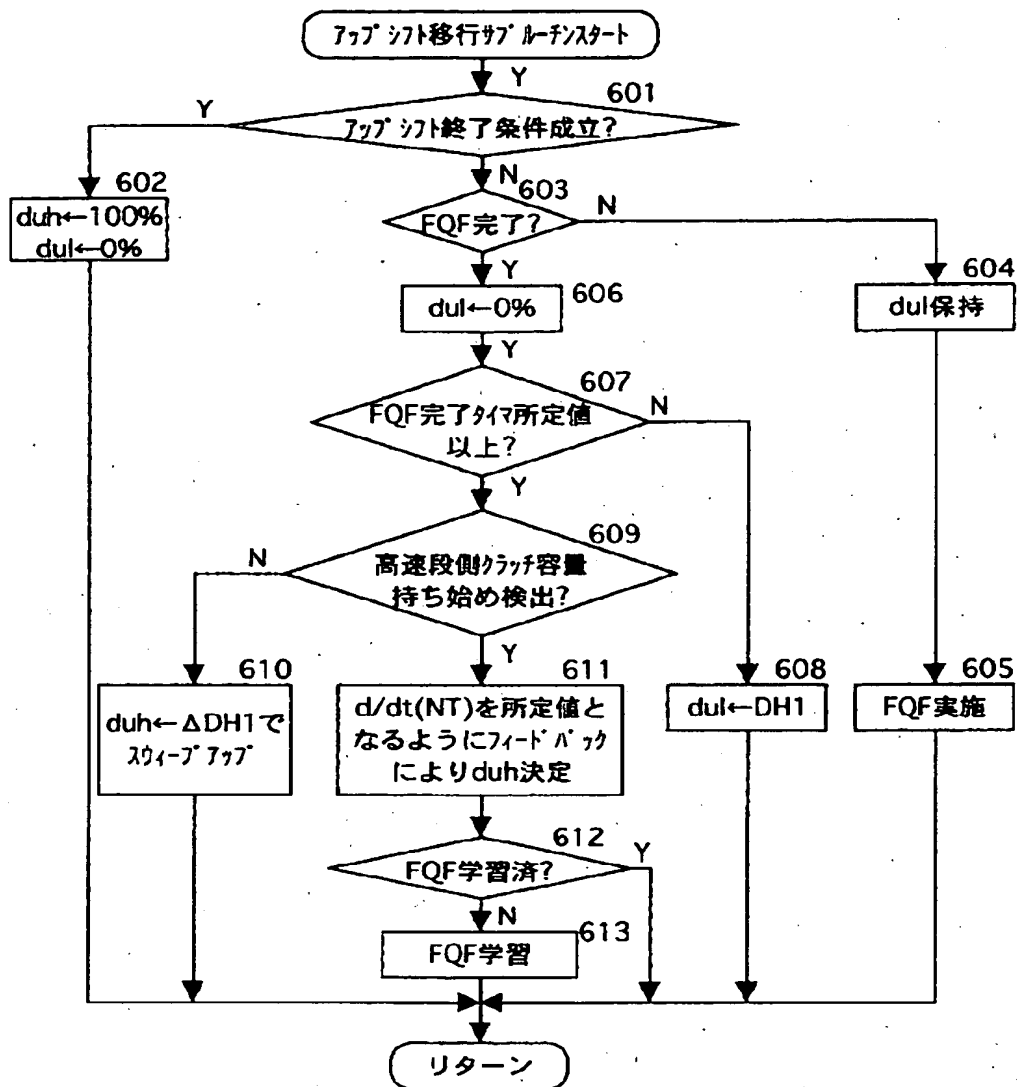 アップシフト移行サブルーチンスタート
Y
601
Y
アップシフト終了条件成立?
N
602
duh←100%
dul←0%
603
N
FQF完了?
Y
604
dul保持
606
dul←0%
Y
607
N
FQF完了タイマ所定値
以上?
Y
609
N
高速段側クラッチ容量
持ち始め検出?
Y
610
duh←ΔDH1で
スウィープアップ
611
d/dt(NT)を所定値と
なるようにフィードバック
によりduh決定
608
dul←DH1
605
FQF実施
612
Y
FQF学習済?
N
613
FQF学習
リターン